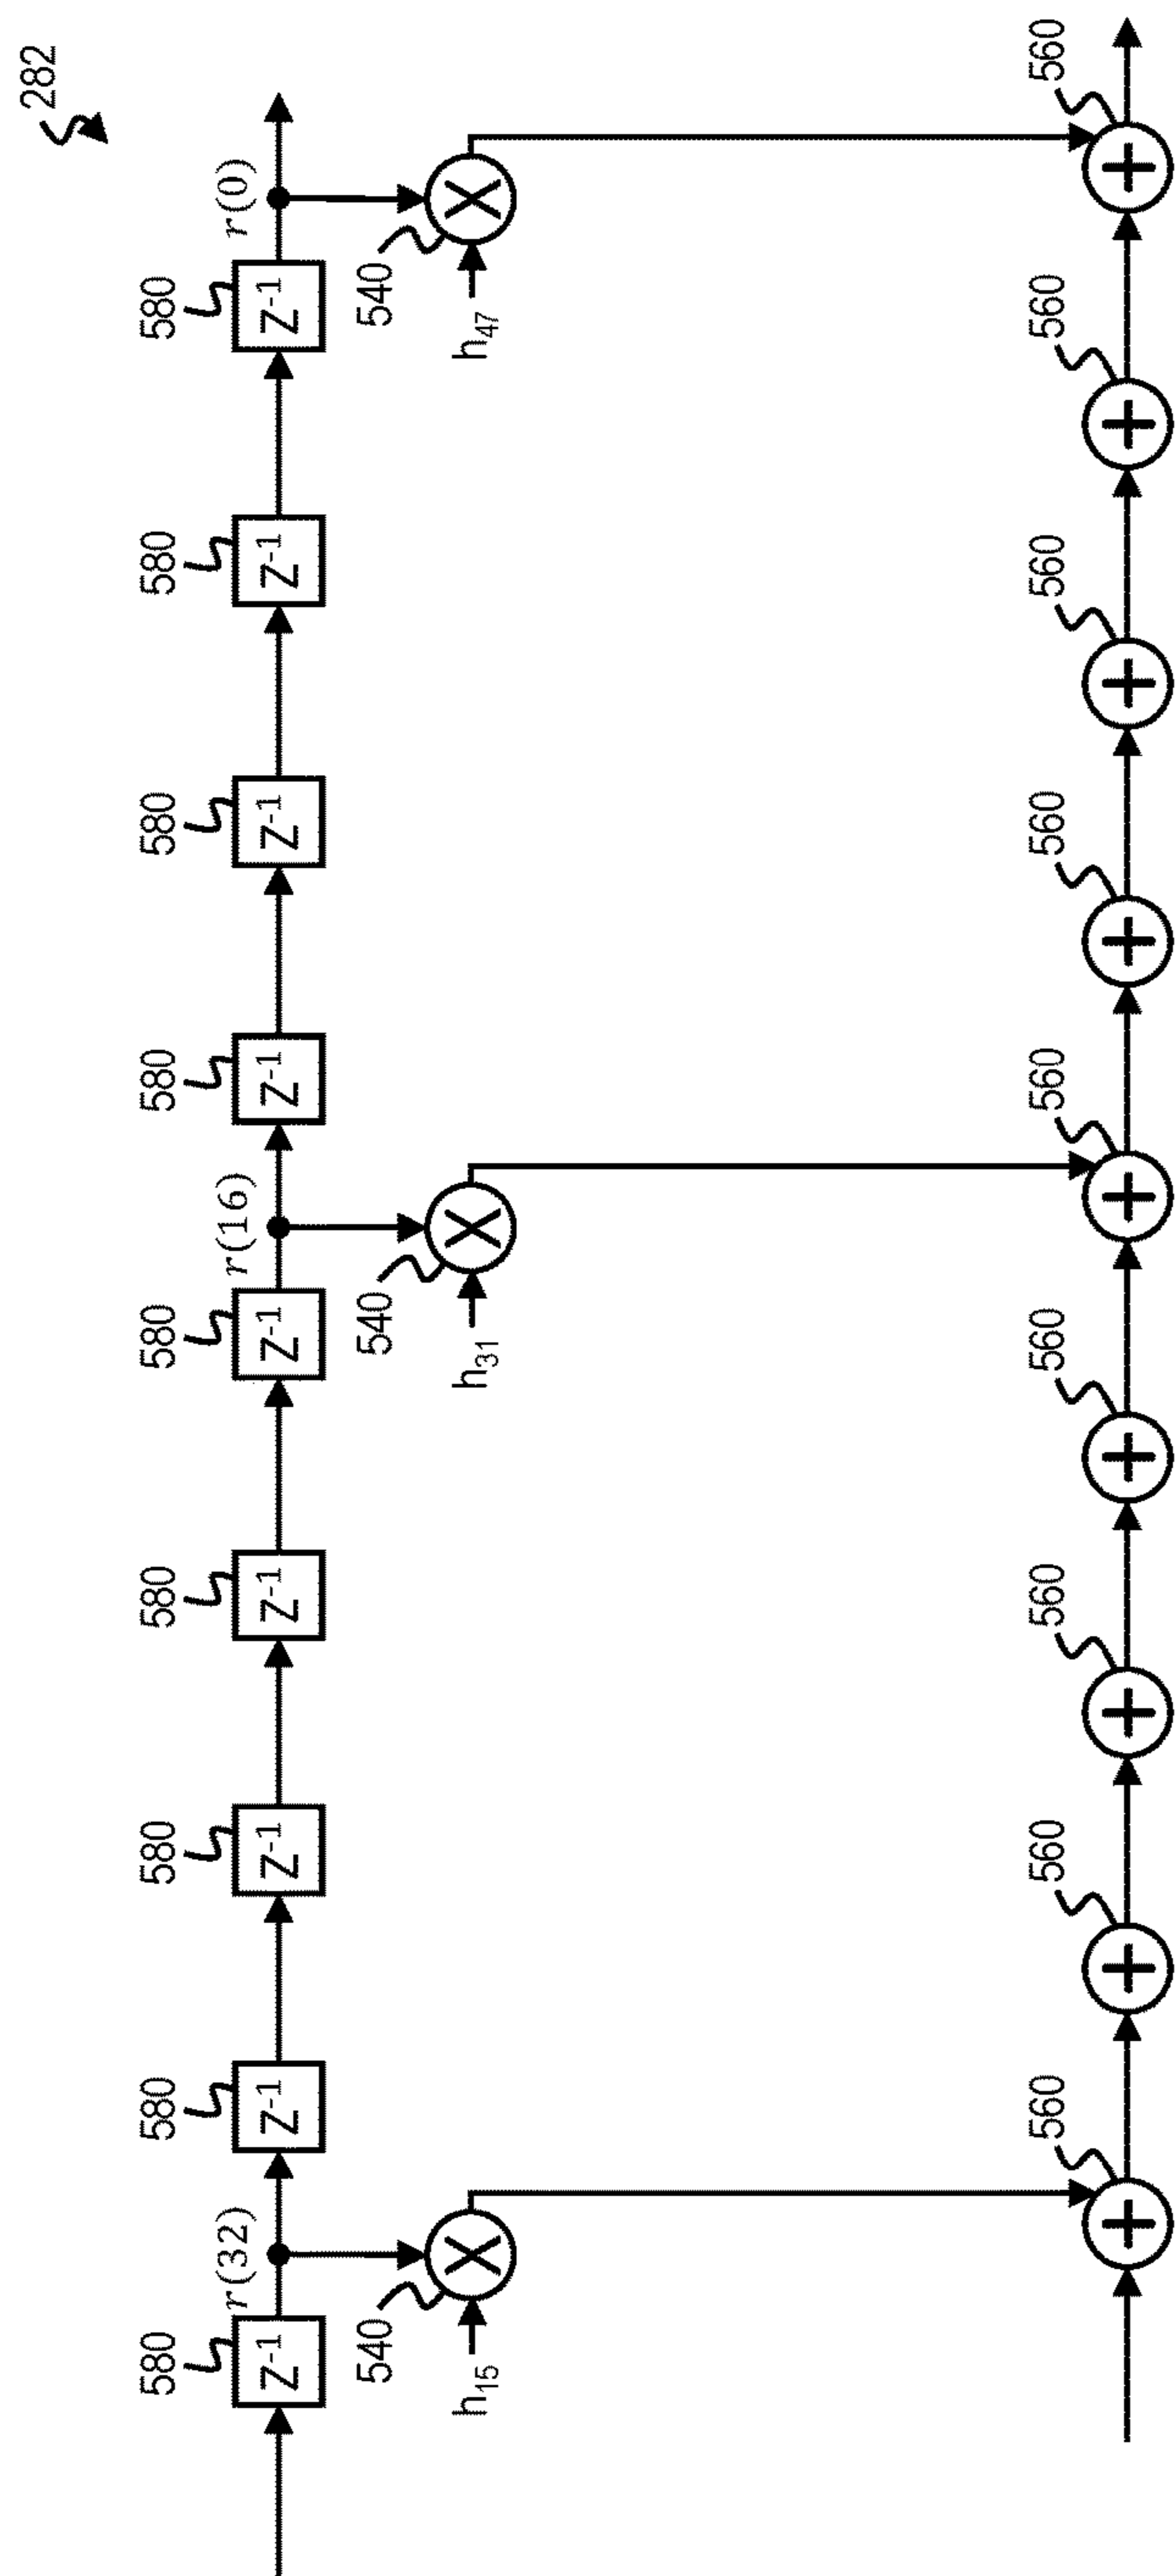 282
580 580 580 580 580 580 580 580 580
r(32) r(16) r(0)
Z⁻¹ Z⁻¹ Z⁻¹ Z⁻¹ Z⁻¹ Z⁻¹ Z⁻¹ Z⁻¹ Z⁻¹
540 540 540
X X X
h₁₅ h₃₁ h₄₇
560 560 560 560 560 560 560 560 560
+ + + + + + + + +